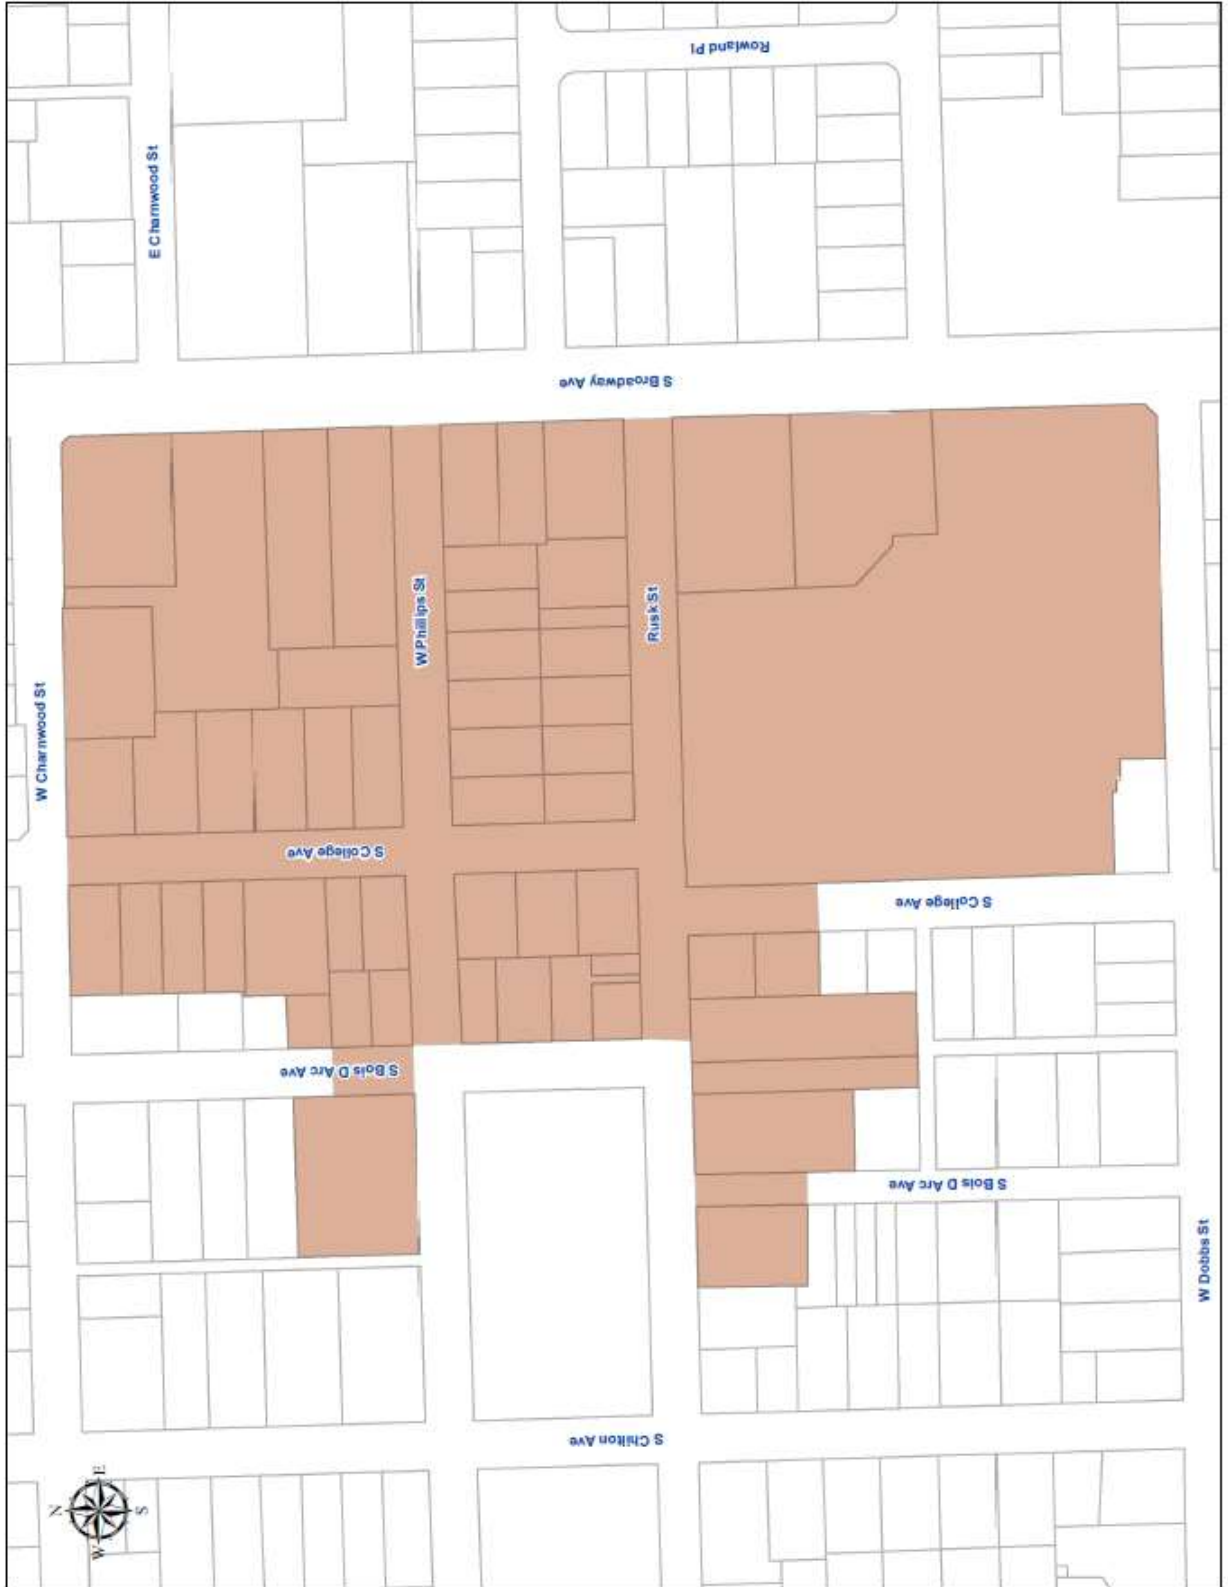 Rowland Pl
E Charnwood St
S Broadway Ave
W Phillips St
Rusk St
W Charnwood St
S College Ave
S College Ave
S Bois D Arc Ave
S Bois D Arc Ave
W Dobbs St
S Chilton Ave
N
E
S
W